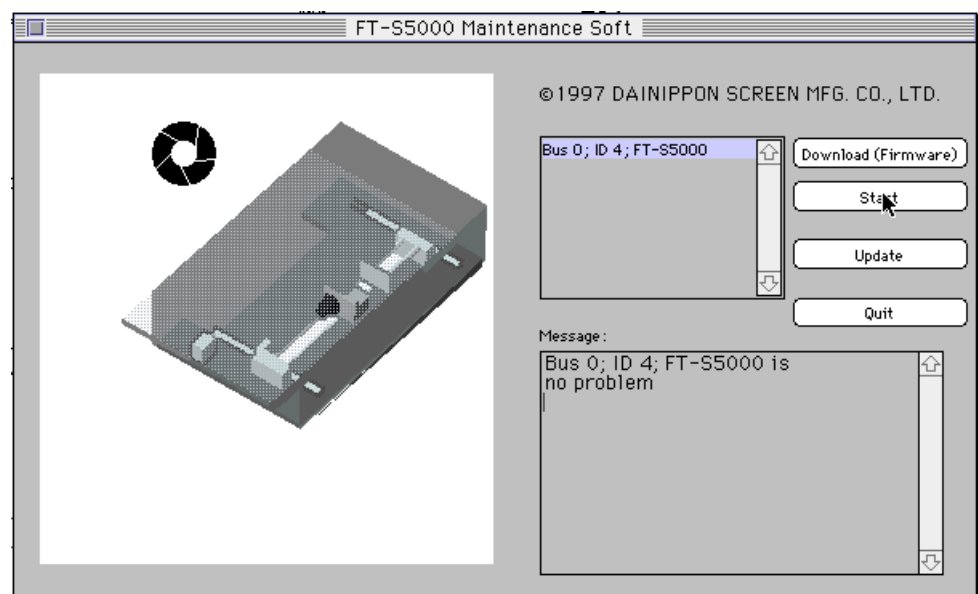 FT-S5000 Maintenance Soft
©1997 DAINIPPON SCREEN MFG. CO., LTD.
Bus 0; ID 4; FT-S5000
Download (Firmware)
Start
Update
Quit
Message:
Bus 0; ID 4; FT-S5000 is
no problem